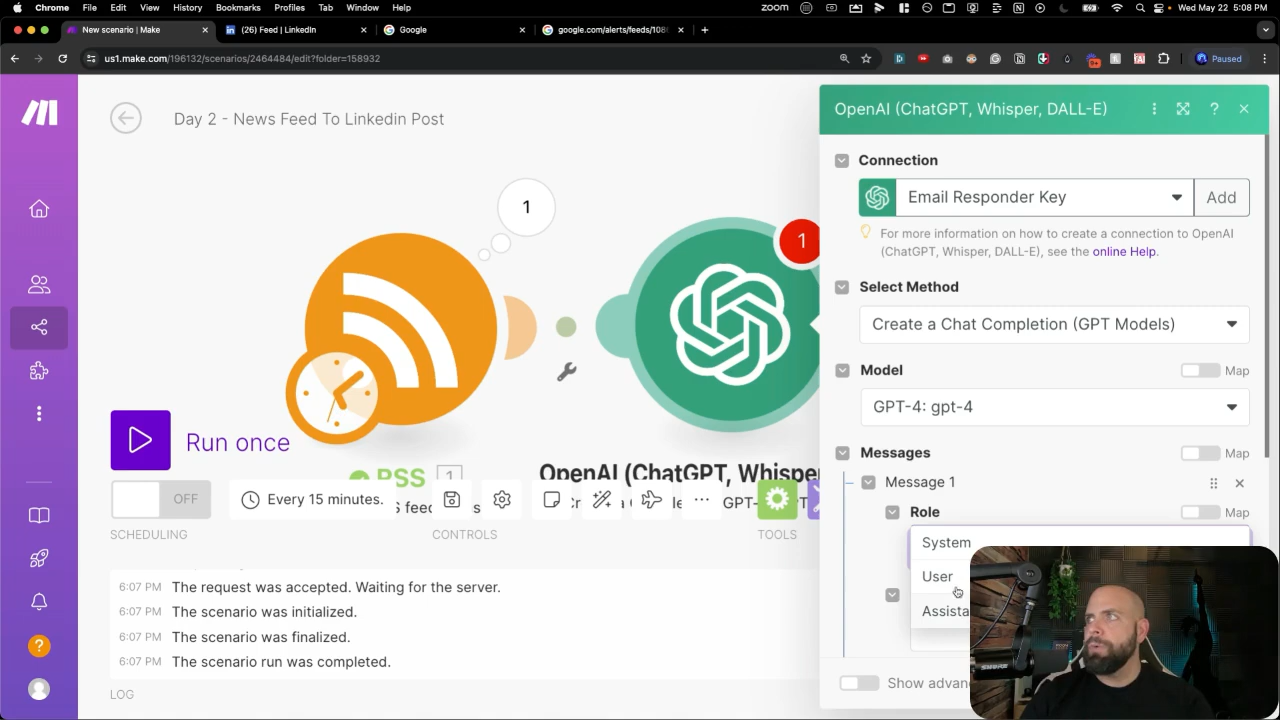 Chrome File Edit View History Bookmarks Profiles Tab Window Help zoom Wed May 22 5:08 PM
New scenario | Make (26) Feed | LinkedIn Google google.com/alerts/feeds/108
us1.make.com/196132/scenarios/2464484/edit?folder=158932 Paused
Day 2 - News Feed To Linkedin Post
1
1
RSS 1
OpenAI (ChatGPT, Whisper
Run once
OFF
Every 15 minutes.
SCHEDULING
CONTROLS
TOOLS
6:07 PM The request was accepted. Waiting for the server.
6:07 PM The scenario was initialized.
6:07 PM The scenario was finalized.
6:07 PM The scenario run was completed.
LOG
OpenAI (ChatGPT, Whisper, DALL-E)
Connection
Email Responder Key Add
For more information on how to create a connection to OpenAI
(ChatGPT, Whisper, DALL-E), see the online Help.
Select Method
Create a Chat Completion (GPT Models)
Model Map
GPT-4: gpt-4
Messages Map
Message 1
Role Map
System
User
Assista
Show advan
SHURE